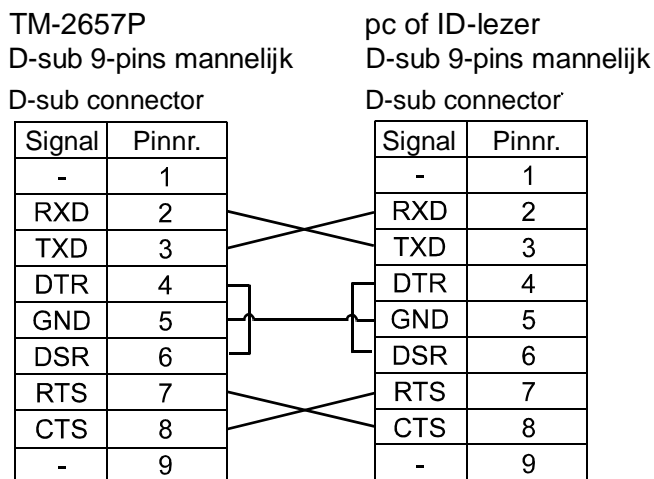 TM-2657P pc of ID-lezer
D-sub 9-pins mannelijk D-sub 9-pins mannelijk
D-sub connector D-sub connector
Signal Pinnr. Signal Pinnr.
- 1 - 1
RXD 2 RXD 2
TXD 3 TXD 3
DTR 4 DTR 4
GND 5 GND 5
DSR 6 DSR 6
RTS 7 RTS 7
CTS 8 CTS 8
- 9 - 9